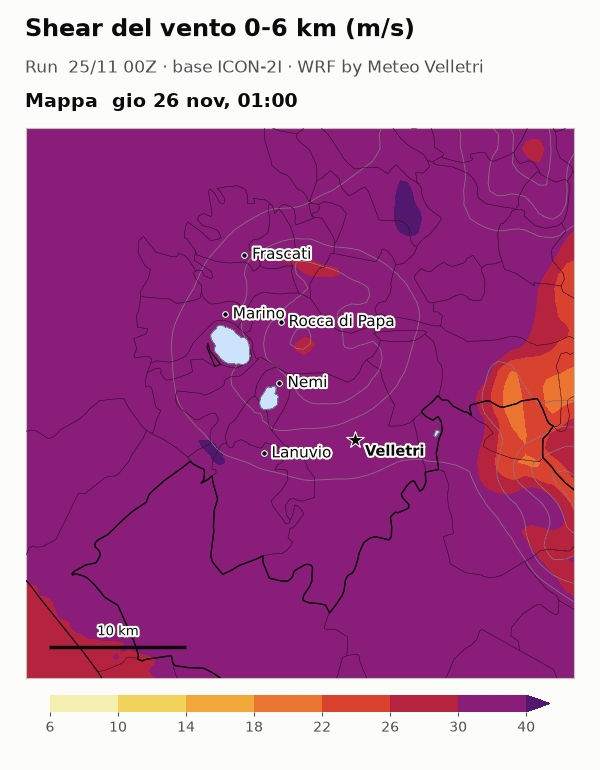 Shear del vento 0-6 km (m/s)
Run  25/11 00Z · base ICON-2I · WRF by Meteo Velletri
Mappa  gio 26 nov, 01:00
Frascati
Marino
Rocca di Papa
Nemi
Velletri
Lanuvio
10 km
6 10 14 18 22 26 30 40